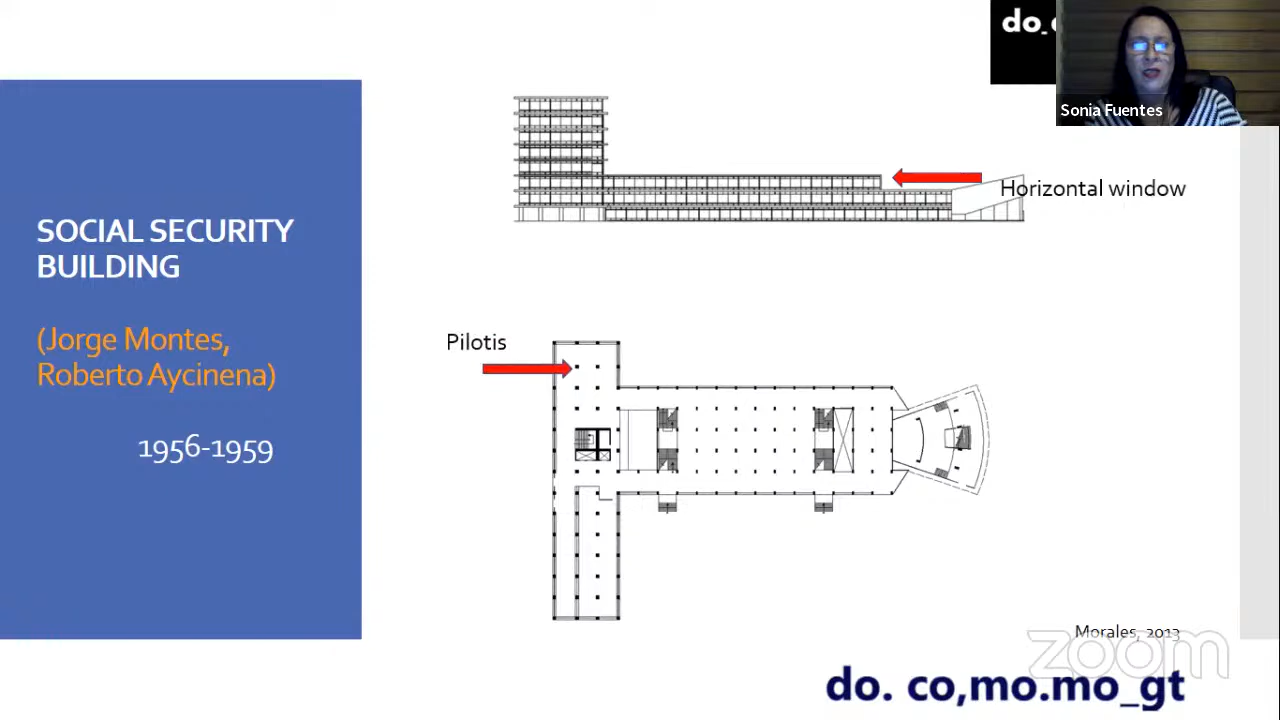 SOCIAL SECURITY
BUILDING
(Jorge Montes,
Roberto Aycinena)
1956-1959
Horizontal window
Pilotis
Morales, 2013
zoom
do. co,mo.mo_gt
Sonia Fuentes